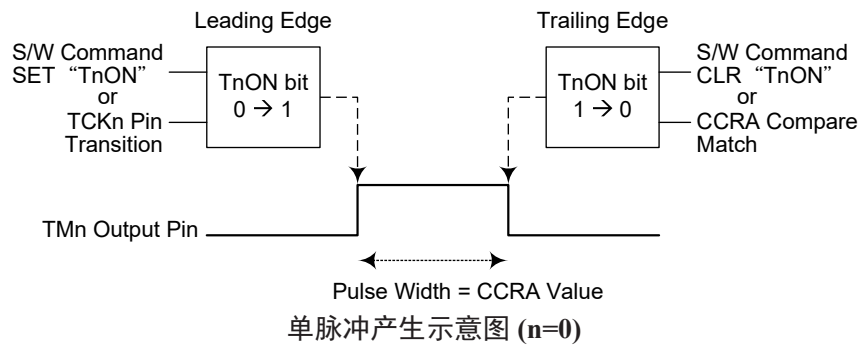 Leading Edge
Trailing Edge
S/W Command
SET “TnON”
or
TCKn Pin
Transition
TnON bit
0 → 1
TnON bit
1 → 0
S/W Command
CLR “TnON”
or
CCRA Compare
Match
TMn Output Pin
Pulse Width = CCRA Value
单脉冲产生示意图 (n=0)